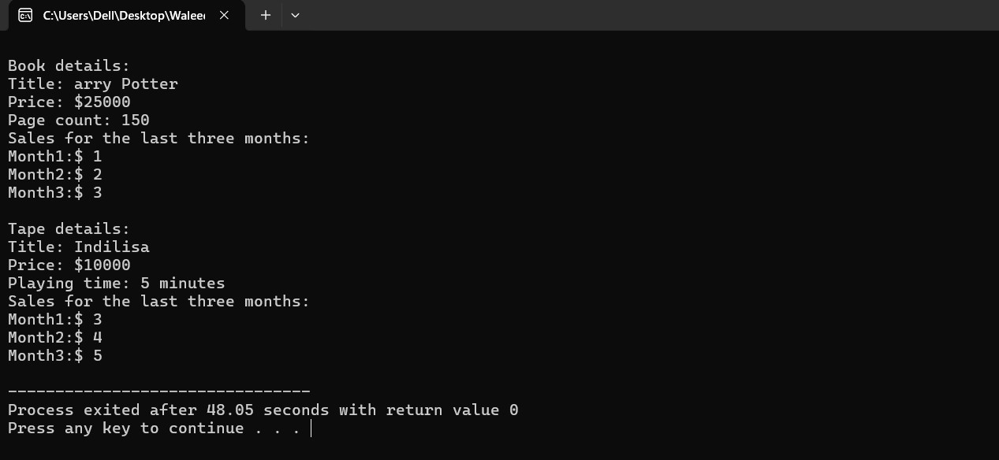 C:\Users\Dell\Desktop\Walee
Book details:
Title: arry Potter
Price: $25000
Page count: 150
Sales for the last three months:
Month1:$ 1
Month2:$ 2
Month3:$ 3
Tape details:
Title: Indilisa
Price: $10000
Playing time: 5 minutes
Sales for the last three months:
Month1:$ 3
Month2:$ 4
Month3:$ 5
--------------------------------
Process exited after 48.05 seconds with return value 0
Press any key to continue . . .